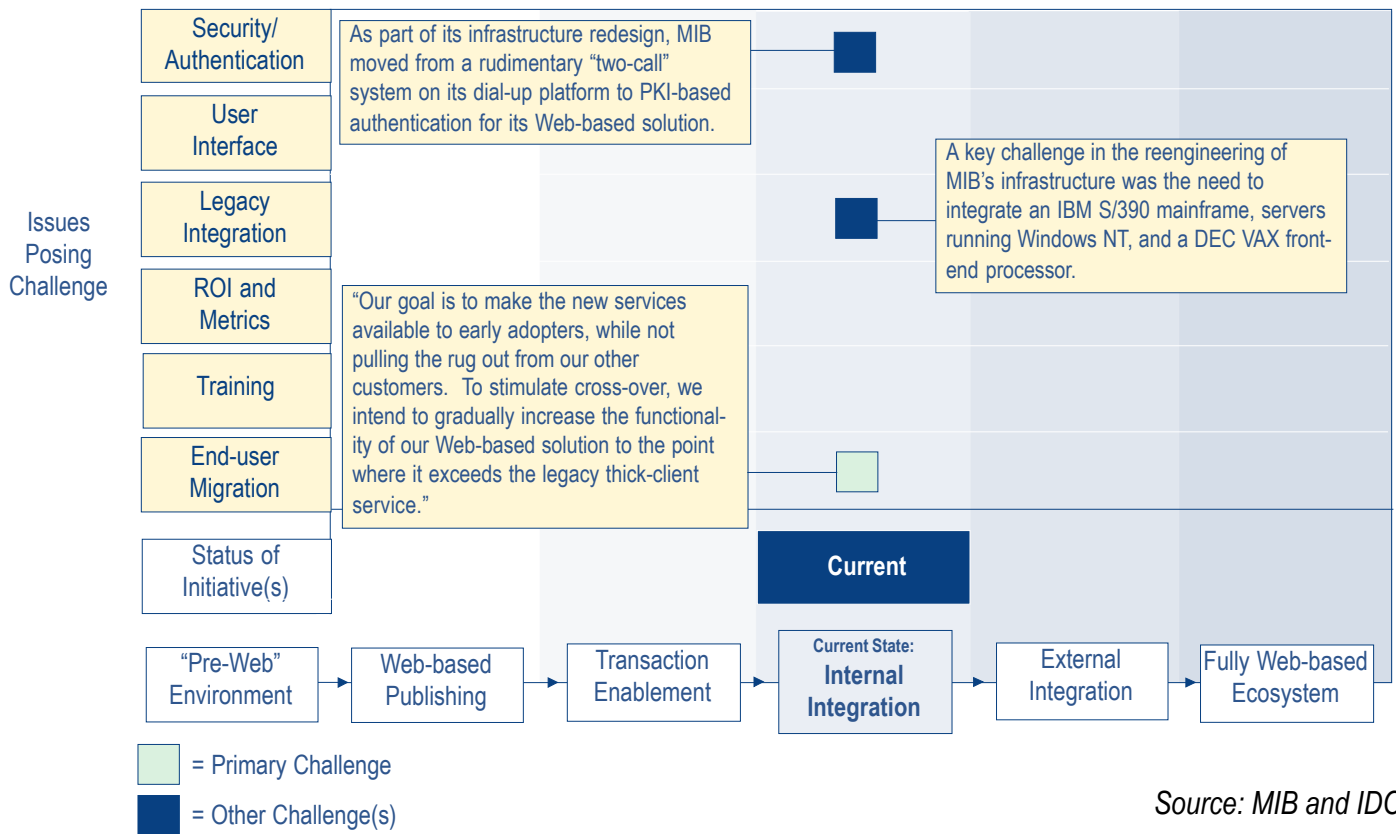 Security/
Authentication
As part of its infrastructure redesign, MIB
moved from a rudimentary “two-call”
system on its dial-up platform to PKI-based
authentication for its Web-based solution.
User
Interface
A key challenge in the reengineering of
MIB’s infrastructure was the need to
integrate an IBM S/390 mainframe, servers
running Windows NT, and a DEC VAX front-
end processor.
Issues
Posing
Challenge
Legacy
Integration
ROI and
Metrics
“Our goal is to make the new services
available to early adopters, while not
pulling the rug out from our other
customers. To stimulate cross-over, we
intend to gradually increase the functional-
ity of our Web-based solution to the point
where it exceeds the legacy thick-client
service.”
Training
End-user
Migration
Status of
Initiative(s)
Current
“Pre-Web”
Environment
Web-based
Publishing
Transaction
Enablement
Current State:
Internal
Integration
External
Integration
Fully Web-based
Ecosystem
= Primary Challenge
= Other Challenge(s)
Source: MIB and IDC